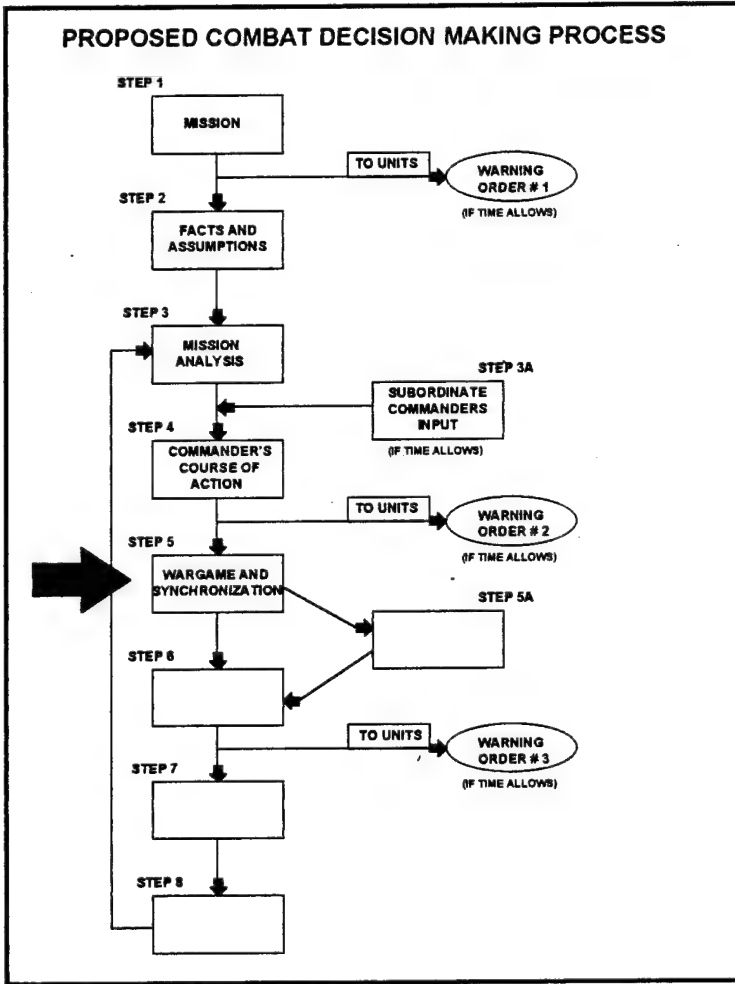 PROPOSED COMBAT DECISION MAKING PROCESS
STEP 1
MISSION
TO UNITS
WARNING
ORDER # 1
(IF TIME ALLOWS)
STEP 2
FACTS AND
ASSUMPTIONS
STEP 3
MISSION
ANALYSIS
STEP 3A
SUBORDINATE
COMMANDERS
INPUT
(IF TIME ALLOWS)
STEP 4
COMMANDER'S
COURSE OF
ACTION
TO UNITS
WARNING
ORDER # 2
(IF TIME ALLOWS)
STEP 5
WARGAME AND
SYNCHRONIZATION
STEP 5A
STEP 6
TO UNITS
WARNING
ORDER # 3
(IF TIME ALLOWS)
STEP 7
STEP 8